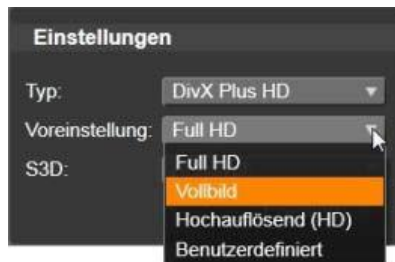 Einstellungen
Typ: DivX Plus HD
Voreinstellung: Full HD
S3D: Full HD
Vollbild
Hochauflösend (HD)
Benutzerdefiniert